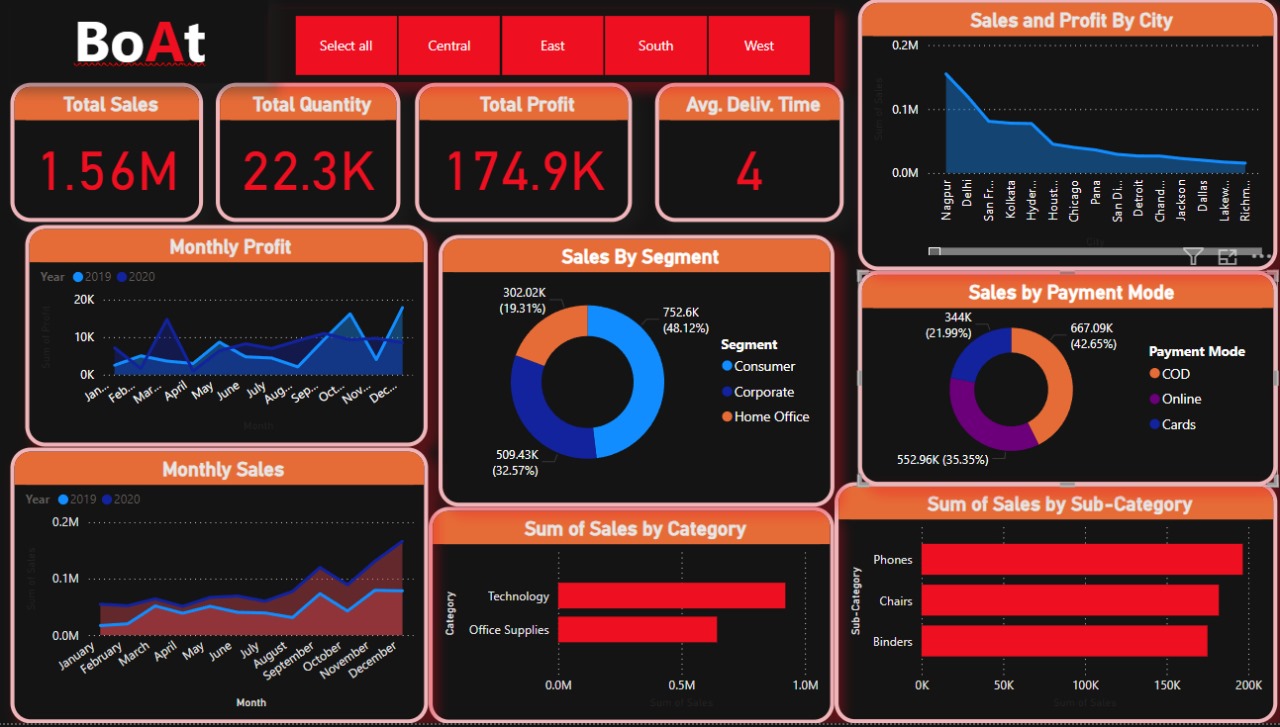 BoAt
Select all
Central
East
South
West
Total Sales
1.56M
Total Quantity
22.3K
Total Profit
174.9K
Avg. Deliv. Time
4
Sales and Profit By City
0.2M
0.1M
0.0M
Sum of Sales
Nagpur
Delhi
San Fr...
Kolkata
Hyder...
Houst...
Chicago
Pana
San Di...
Detroit
Chand...
Jackson
Dallas
Lakew...
Richm...
City
Monthly Profit
Year 2019 2020
20K
10K
0K
Sum of Profit
Jan...
Feb...
Mar...
April
May
June
July
Aug...
Sep...
Oct...
Nov...
Dec...
Month
Sales By Segment
302.02K
(19.31%)
752.6K
(48.12%)
509.43K
(32.57%)
Segment
Consumer
Corporate
Home Office
Sales by Payment Mode
344K
(21.99%)
667.09K
(42.65%)
552.96K (35.35%)
Payment Mode
COD
Online
Cards
Monthly Sales
Year 2019 2020
0.2M
0.1M
0.0M
Sum of Sales
January
February
March
April
May
June
July
August
September
October
November
December
Month
Sum of Sales by Category
Category
Technology
Office Supplies
0.0M
0.5M
1.0M
Sum of Sales
Sum of Sales by Sub-Category
Sub-Category
Phones
Chairs
Binders
0K
50K
100K
150K
200K
Sum of Sales